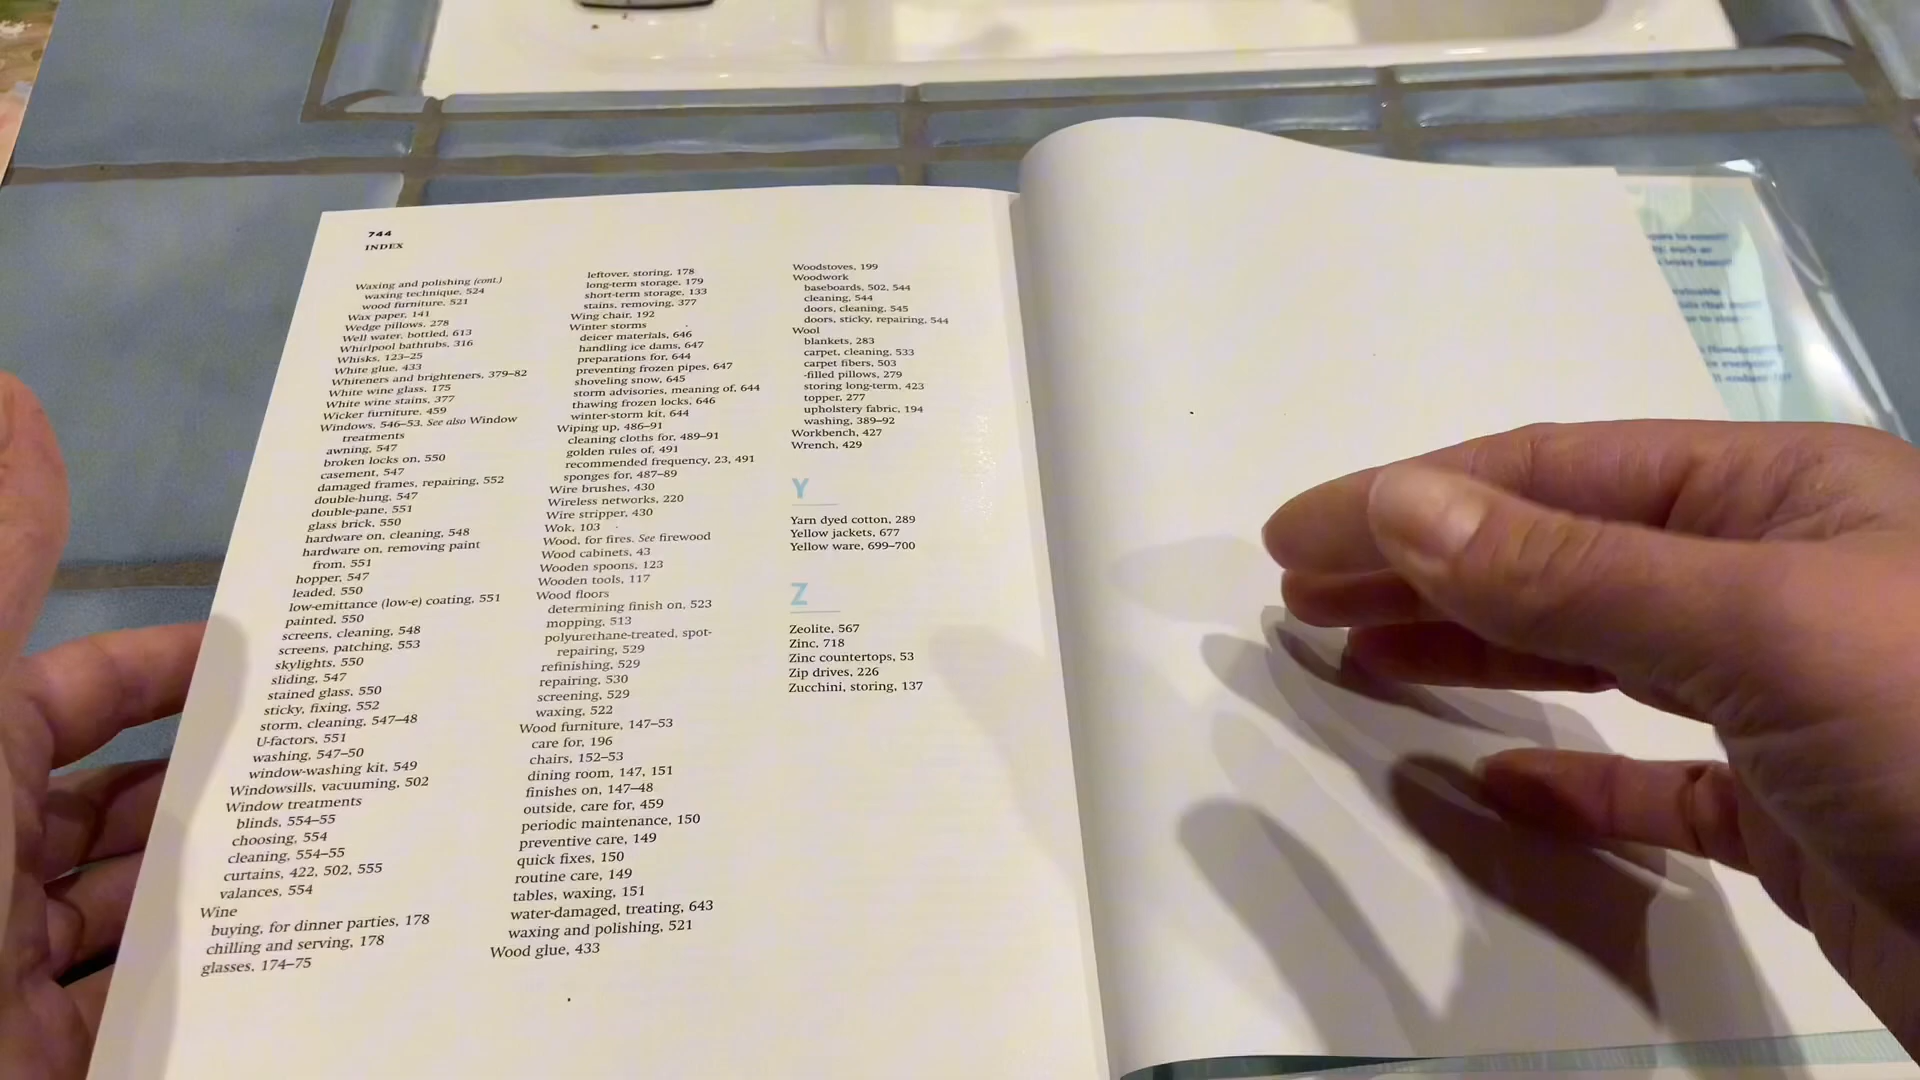 744
INDEX
Waxing and polishing (cont.)
waxing technique, 524
wood furniture, 521
Wax paper, 141
Wedge pillows, 278
Well water, bottled, 613
Whirlpool bathtubs, 316
Whisks, 123–25
White glue, 433
Whiteners and brighteners, 379–82
White wine glass, 175
White wine stains, 377
Wicker furniture, 459
Windows, 546–53. See also Window
treatments
awning, 547
broken locks on, 550
casement, 547
damaged frames, repairing, 552
double-hung, 547
double-pane, 551
glass brick, 550
hardware on, cleaning, 548
hardware on, removing paint
from, 551
hopper, 547
leaded, 550
low-emittance (low-e) coating, 551
painted, 550
screens, cleaning, 548
screens, patching, 553
skylights, 550
sliding, 547
stained glass, 550
sticky, fixing, 552
storm, cleaning, 547–48
U-factors, 551
washing, 547–50
window-washing kit, 549
Windowsills, vacuuming, 502
Window treatments
blinds, 554–55
choosing, 554
cleaning, 554–55
curtains, 422, 502, 555
valances, 554
Wine
buying, for dinner parties, 178
chilling and serving, 178
glasses, 174–75
leftover, storing, 178
long-term storage, 179
short-term storage, 133
stains, removing, 377
Wing chair, 192
Winter storms
deicer materials, 646
handling ice dams, 647
preparations for, 644
preventing frozen pipes, 647
shoveling snow, 645
storm advisories, meaning of, 644
thawing frozen locks, 646
winter-storm kit, 644
Wiping up, 486–91
cleaning cloths for, 489–91
golden rules of, 491
recommended frequency, 23, 491
sponges for, 487–89
Wire brushes, 430
Wireless networks, 220
Wire stripper, 430
Wok, 103
Wood, for fires. See firewood
Wood cabinets, 43
Wooden spoons, 123
Wooden tools, 117
Wood floors
determining finish on, 523
mopping, 513
polyurethane-treated, spot-
repairing, 529
refinishing, 529
repairing, 530
screening, 529
waxing, 522
Wood furniture, 147–53
care for, 196
chairs, 152–53
dining room, 147, 151
finishes on, 147–48
outside, care for, 459
periodic maintenance, 150
preventive care, 149
quick fixes, 150
routine care, 149
tables, waxing, 151
water-damaged, treating, 643
waxing and polishing, 521
Wood glue, 433
Woodstoves, 199
Woodwork
baseboards, 502, 544
cleaning, 544
doors, cleaning, 545
doors, sticky, repairing, 544
Wool
blankets, 283
carpet, cleaning, 533
carpet fibers, 503
-filled pillows, 279
storing long-term, 423
topper, 277
upholstery fabric, 194
washing, 389–92
Workbench, 427
Wrench, 429
Y
Yarn dyed cotton, 289
Yellow jackets, 677
Yellow ware, 699–700
Z
Zeolite, 567
Zinc, 718
Zinc countertops, 53
Zip drives, 226
Zucchini, storing, 137